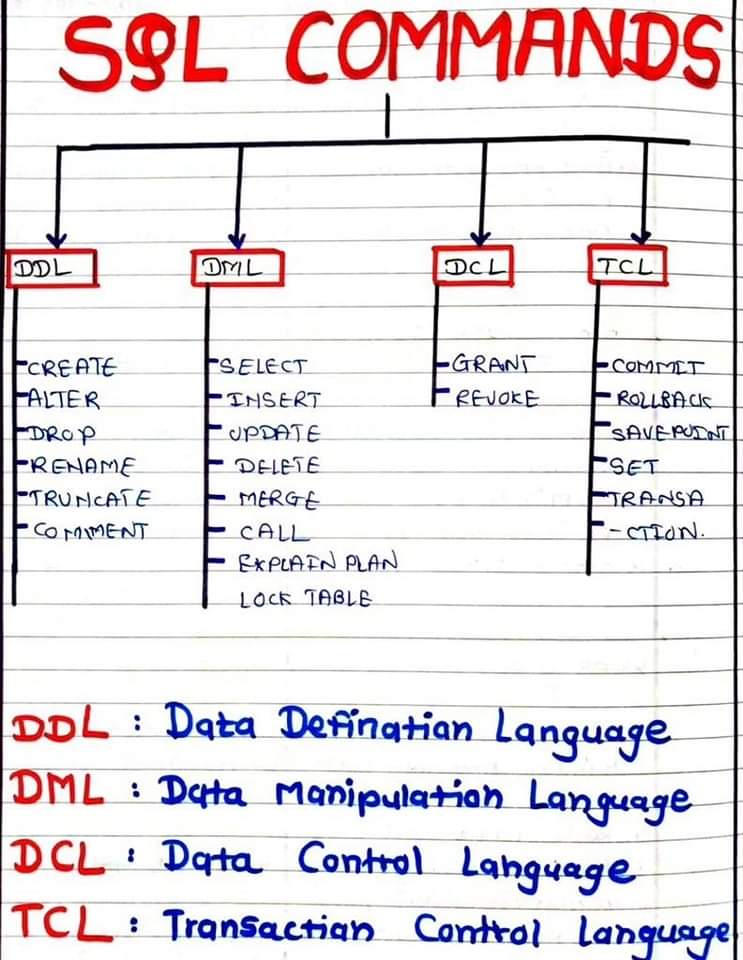 SQL COMMANDS
DDL DML DCL TCL
CREATE SELECT GRANT COMMIT
ALTER INSERT REVOKE ROLLBACK
DROP UPDATE SAVEPOINT
RENAME DELETE SET
TRUNCATE MERGE TRANSA
COMMENT CALL -CTION.
EXPLAIN PLAN
LOCK TABLE
DDL : Data Defination Language
DML : Data Manipulation Language
DCL : Data Control Language
TCL : Transaction Control Language